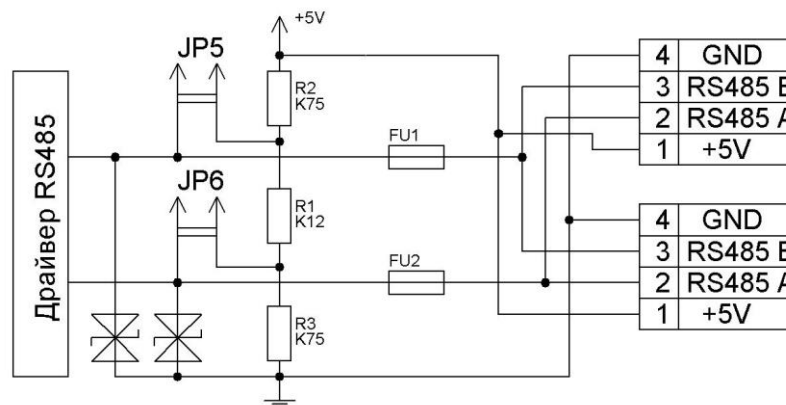 +5V
JP5
R2
K75
FU1
JP6
R1
K12
FU2
R3
K75
Драйвер RS485
4 GND
3 RS485 B
2 RS485 A
1 +5V
4 GND
3 RS485 B
2 RS485 A
1 +5V